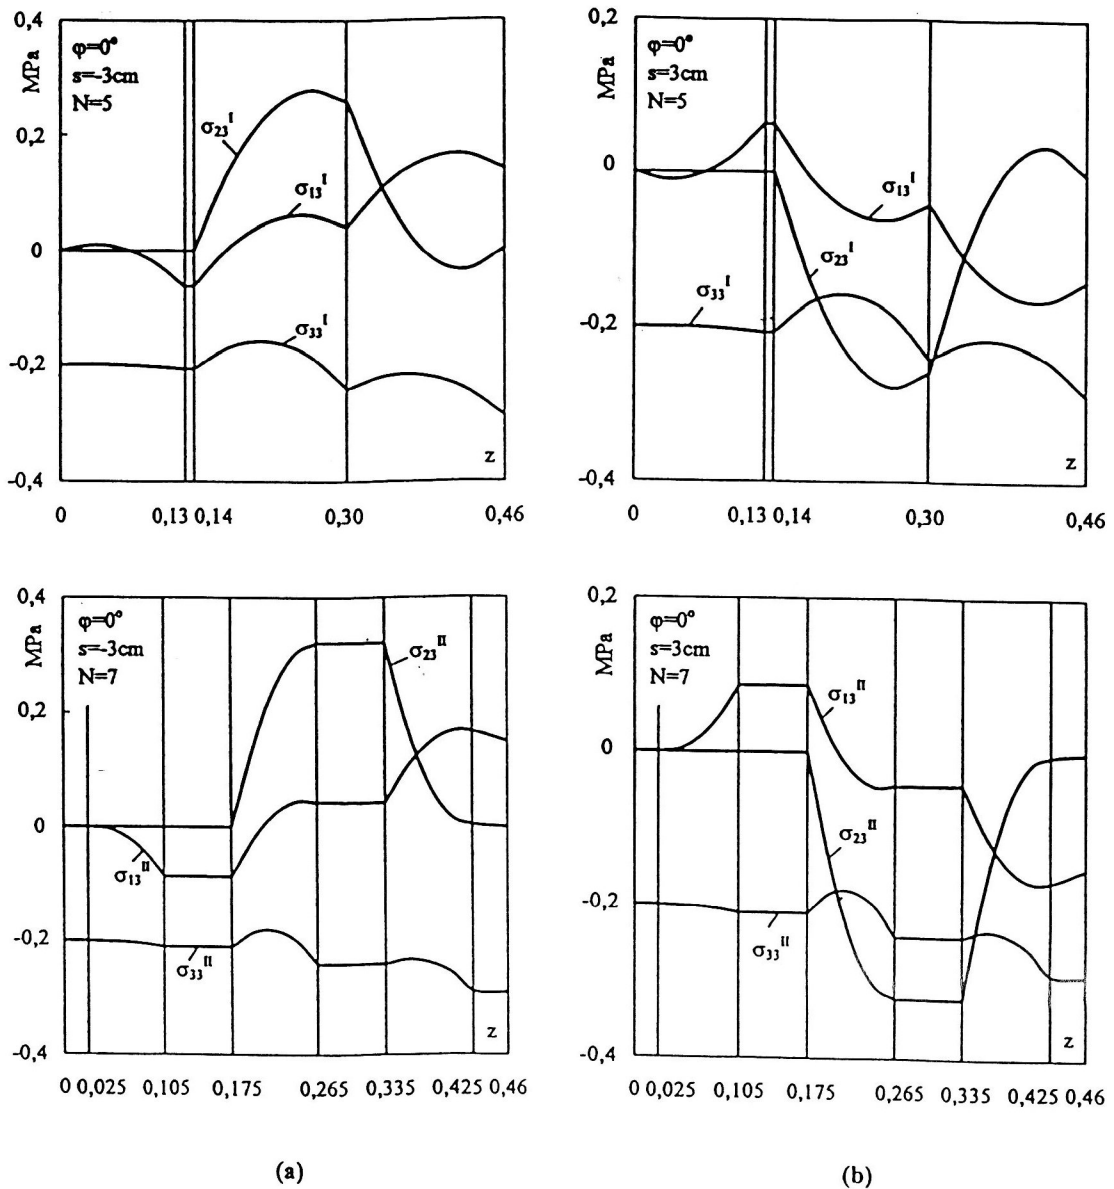 0,4
MPa
φ=0°
s=-3cm
N=5
σ₂₃ᴵ
0,2
σ₁₃ᴵ
0
σ₃₃ᴵ
-0,2
z
-0,4
0 0,13 0,14 0,30 0,46
0,2
MPa
φ=0°
s=3cm
N=5
0
σ₁₃ᴵ
σ₂₃ᴵ
σ₃₃ᴵ
-0,2
z
-0,4
0 0,13 0,14 0,30 0,46
0,4
MPa
φ=0°
s=-3cm
N=7
σ₂₃ᴵᴵ
0,2
0
σ₁₃ᴵᴵ
-0,2
σ₃₃ᴵᴵ
z
-0,4
0 0,025 0,105 0,175 0,265 0,335 0,425 0,46
0,2
MPa
φ=0°
s=3cm
N=7
σ₁₃ᴵᴵ
0
σ₂₃ᴵᴵ
-0,2
σ₃₃ᴵᴵ
z
-0,4
0 0,025 0,105 0,175 0,265 0,335 0,425 0,46
(a)
(b)